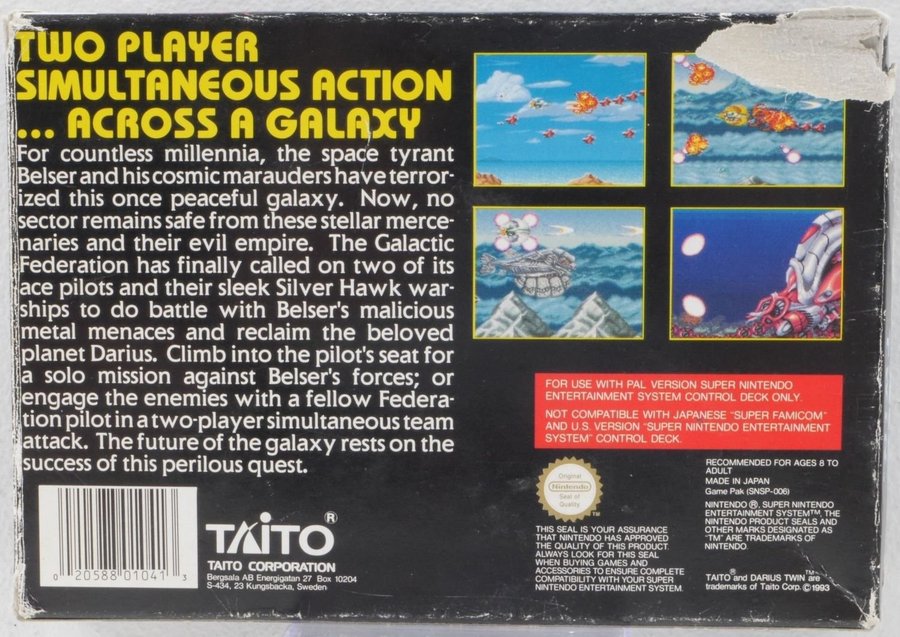 TWO PLAYER
SIMULTANEOUS ACTION
... ACROSS A GALAXY
For countless millennia, the space tyrant
Belser and his cosmic marauders have terror-
ized this once peaceful galaxy. Now, no
sector remains safe from these stellar merce-
naries and their evil empire. The Galactic
Federation has finally called on two of its
ace pilots and their sleek Silver Hawk war-
ships to do battle with Belser's malicious
metal menaces and reclaim the beloved
planet Darius. Climb into the pilot's seat for
a solo mission against Belser's forces; or
engage the enemies with a fellow Federa-
tion pilot in a two-player simultaneous team
attack. The future of the galaxy rests on the
success of this perilous quest.
FOR USE WITH PAL VERSION SUPER NINTENDO
ENTERTAINMENT SYSTEM CONTROL DECK ONLY.
NOT COMPATIBLE WITH JAPANESE "SUPER FAMICOM"
AND U.S. VERSION "SUPER NINTENDO ENTERTAINMENT
SYSTEM" CONTROL DECK.
0 20588 01041 3
TAITO®
TAITO CORPORATION
Bergsala AB Energigatan 27 Box 10204
S-434, 23 Kungsbacka, Sweden
Original
Nintendo
Seal of
Quality
TM
THIS SEAL IS YOUR ASSURANCE
THAT NINTENDO HAS APPROVED
THE QUALITY OF THIS PRODUCT.
ALWAYS LOOK FOR THIS SEAL
WHEN BUYING GAMES AND
ACCESSORIES TO ENSURE COMPLETE
COMPATIBILITY WITH YOUR SUPER
NINTENDO ENTERTAINMENT SYSTEM.
RECOMMENDED FOR AGES 8 TO
ADULT
MADE IN JAPAN
Game Pak (SNSP-006)
NINTENDO®, SUPER NINTENDO
ENTERTAINMENT SYSTEM™, THE
NINTENDO PRODUCT SEALS AND
OTHER MARKS DESIGNATED AS
"TM" ARE TRADEMARKS OF
NINTENDO
TAITO® and DARIUS TWIN™ are
trademarks of Taito Corp. © 1993